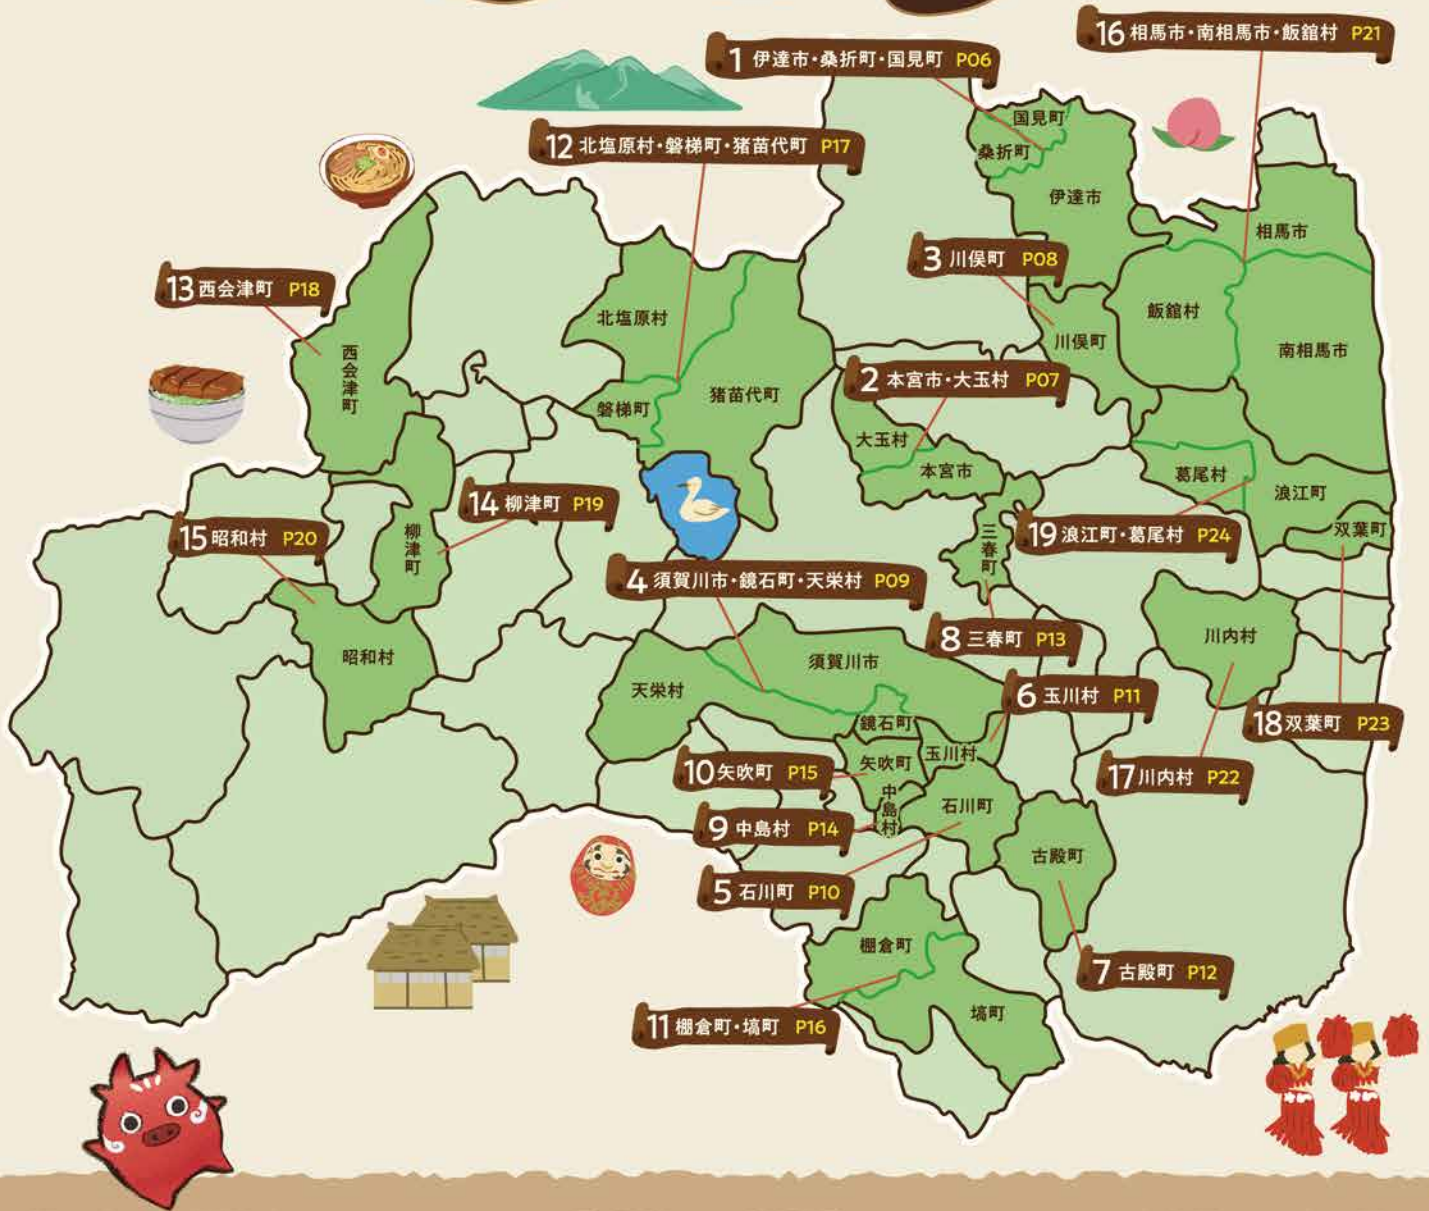 16 相馬市・南相馬市・飯舘村 P21
1 伊達市・桑折町・国見町 P06
12 北塩原村・磐梯町・猪苗代町 P17
国見町
桑折町
伊達市
相馬市
3 川俣町 P08
13 西会津町 P18
北塩原村
飯舘村
川俣町
南相馬市
西会津町
2 本宮市・大玉村 P07
猪苗代町
磐梯町
大玉村
本宮市
葛尾村
浪江町
14 柳津町 P19
双葉町
15 昭和村 P20
柳津町
三春町
19 浪江町・葛尾村 P24
4 須賀川市・鏡石町・天栄村 P09
8 三春町 P13
川内村
昭和村
須賀川市
天栄村
6 玉川村 P11
鏡石町
18 双葉町 P23
玉川村
矢吹町
10 矢吹町 P15
17 川内村 P22
中島村
石川町
9 中島村 P14
古殿町
5 石川町 P10
棚倉町
7 古殿町 P12
塙町
11 棚倉町・塙町 P16